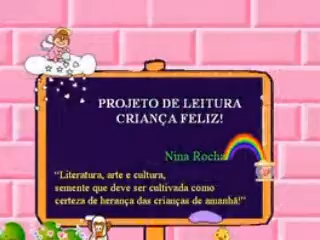 PROJETO DE LEITURA
CRIANÇA FELIZ!
Nina Rocha
“Literatura, arte e cultura,
semente que deve ser cultivada como
certeza de herança das crianças de amanhã!”